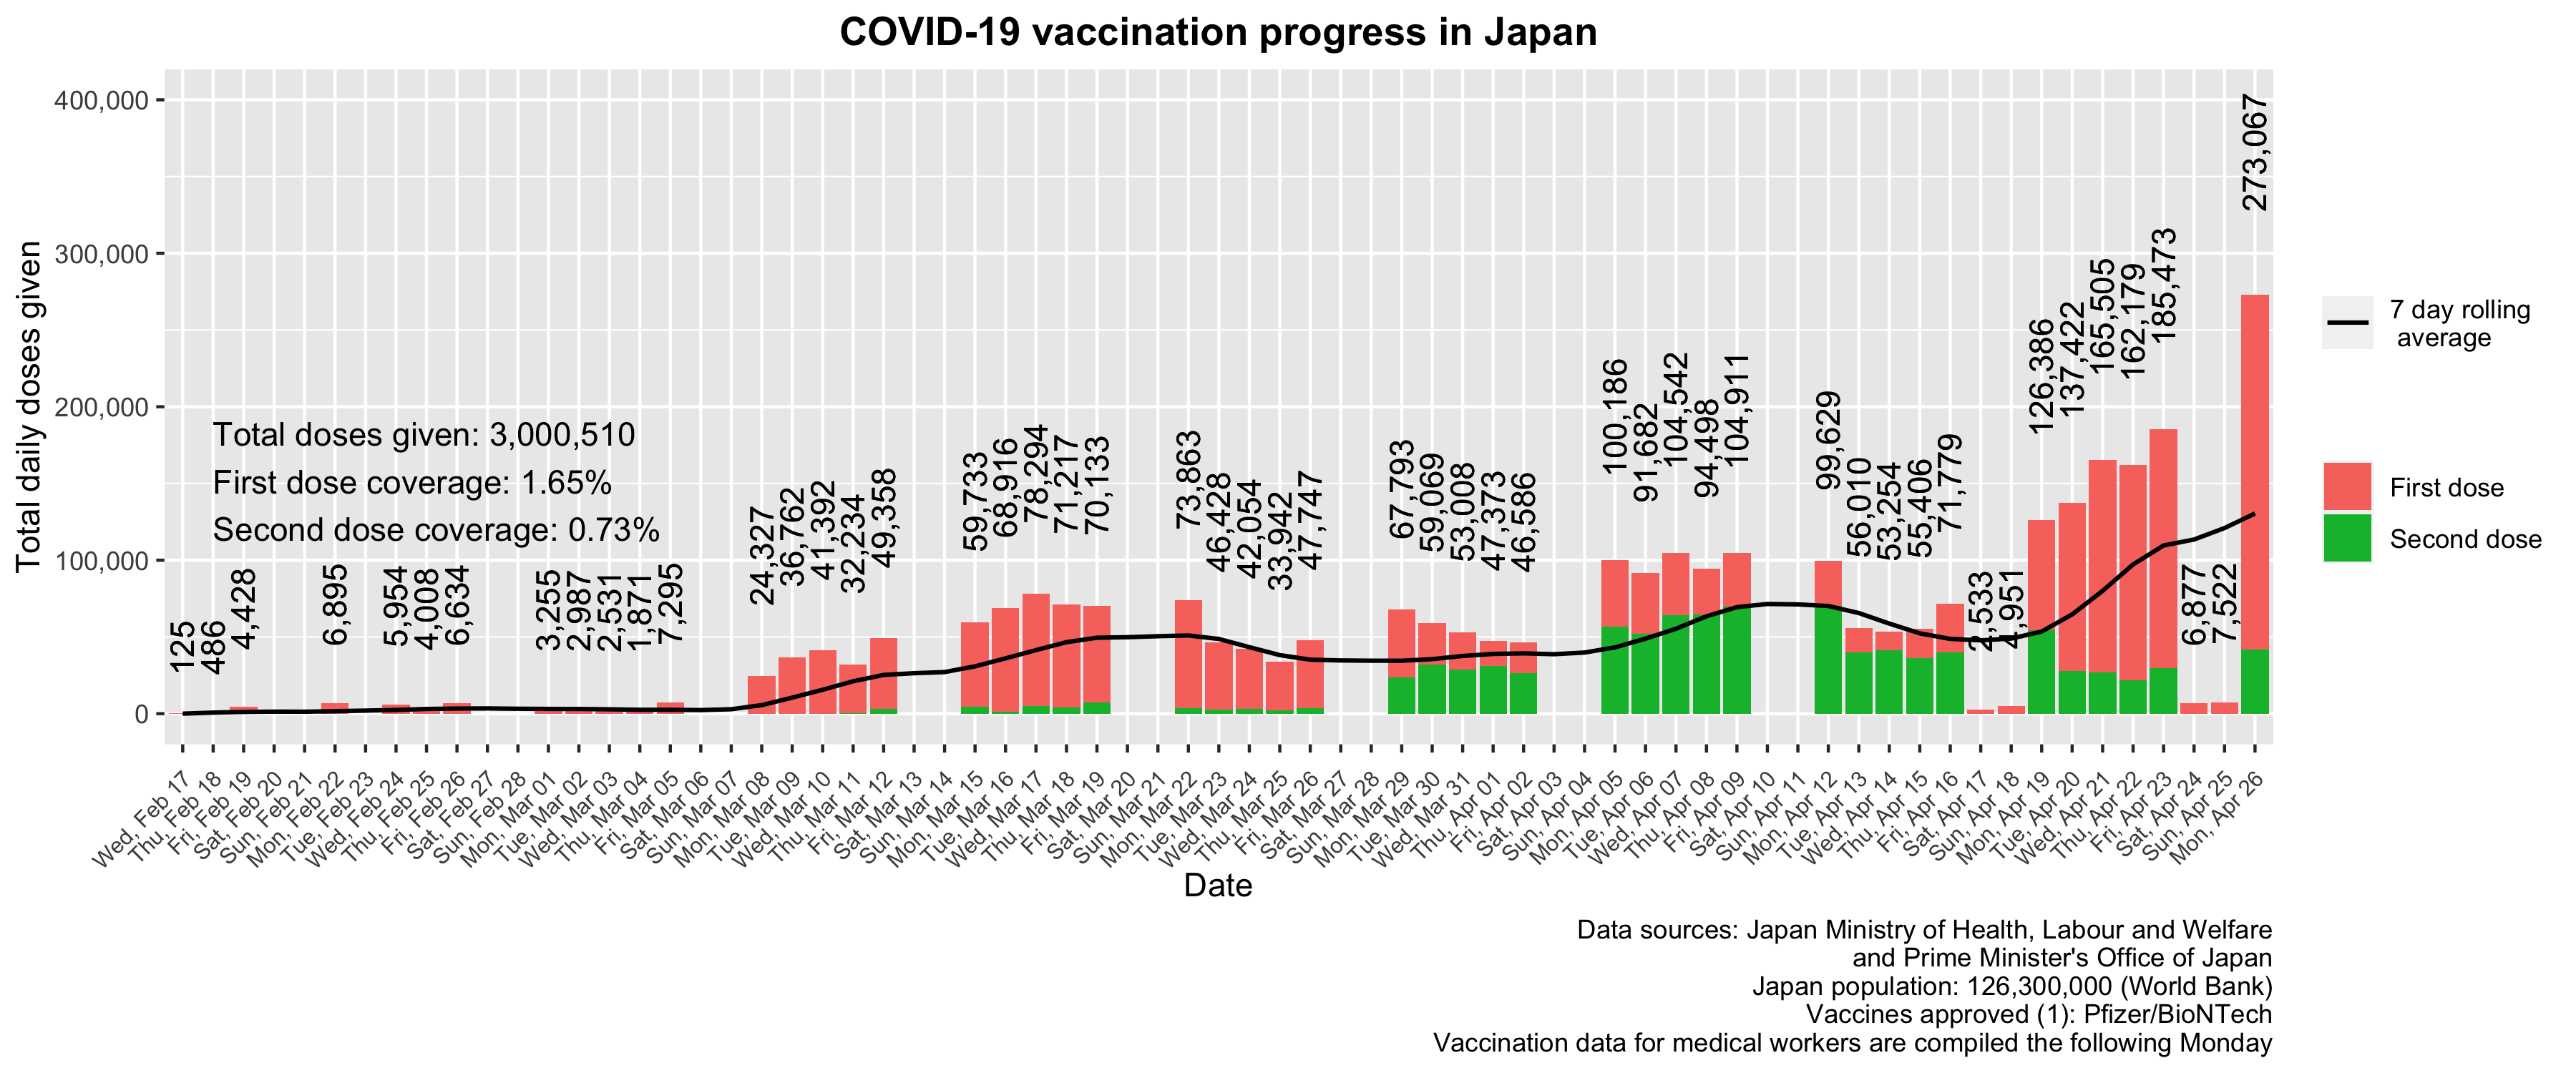 COVID-19 vaccination progress in Japan
400,000
300,000
200,000
100,000
0
Total daily doses given
Total doses given: 3,000,510
First dose coverage: 1.65%
Second dose coverage: 0.73%
125
486
4,428
6,895
5,954
4,008
6,634
3,255
2,987
2,531
1,871
7,295
24,327
36,762
41,392
32,234
49,358
59,733
68,916
78,294
71,217
70,133
73,863
46,428
42,054
33,942
47,747
67,793
59,069
53,008
47,373
46,586
100,186
91,682
104,542
94,498
104,911
99,629
56,010
53,254
55,406
71,779
2,533
4,951
126,386
137,422
165,505
162,179
185,473
6,877
7,522
273,067
Wed, Feb 17
Thu, Feb 18
Fri, Feb 19
Sat, Feb 20
Sun, Feb 21
Mon, Feb 22
Tue, Feb 23
Wed, Feb 24
Thu, Feb 25
Fri, Feb 26
Sat, Feb 27
Sun, Feb 28
Mon, Mar 01
Tue, Mar 02
Wed, Mar 03
Thu, Mar 04
Fri, Mar 05
Sat, Mar 06
Sun, Mar 07
Mon, Mar 08
Tue, Mar 09
Wed, Mar 10
Thu, Mar 11
Fri, Mar 12
Sat, Mar 13
Sun, Mar 14
Mon, Mar 15
Tue, Mar 16
Wed, Mar 17
Thu, Mar 18
Fri, Mar 19
Sat, Mar 20
Sun, Mar 21
Mon, Mar 22
Tue, Mar 23
Wed, Mar 24
Thu, Mar 25
Fri, Mar 26
Sat, Mar 27
Sun, Mar 28
Mon, Mar 29
Tue, Mar 30
Wed, Mar 31
Thu, Apr 01
Fri, Apr 02
Sat, Apr 03
Sun, Apr 04
Mon, Apr 05
Tue, Apr 06
Wed, Apr 07
Thu, Apr 08
Fri, Apr 09
Sat, Apr 10
Sun, Apr 11
Mon, Apr 12
Tue, Apr 13
Wed, Apr 14
Thu, Apr 15
Fri, Apr 16
Sat, Apr 17
Sun, Apr 18
Mon, Apr 19
Tue, Apr 20
Wed, Apr 21
Thu, Apr 22
Fri, Apr 23
Sat, Apr 24
Sun, Apr 25
Mon, Apr 26
Date
7 day rolling
average
First dose
Second dose
Data sources: Japan Ministry of Health, Labour and Welfare
and Prime Minister's Office of Japan
Japan population: 126,300,000 (World Bank)
Vaccines approved (1): Pfizer/BioNTech
Vaccination data for medical workers are compiled the following Monday